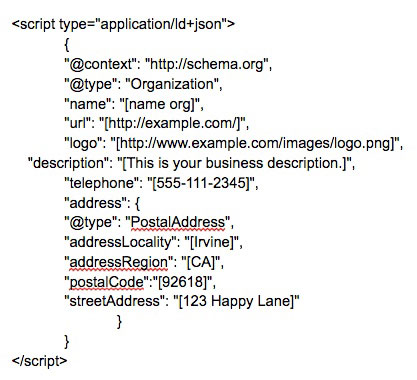 <script type="application/ld+json">
{
"@context": "http://schema.org",
"@type": "Organization",
"name": "[name org]",
"url": "[http://example.com/]",
"logo": "[http://www.example.com/images/logo.png]",
"description": "[This is your business description.]",
"telephone": "[555-111-2345]",
"address": {
"@type": "PostalAddress",
"addressLocality": "[Irvine]",
"addressRegion": "[CA]",
"postalCode":"[92618]",
"streetAddress": "[123 Happy Lane]"
}
}
</script>